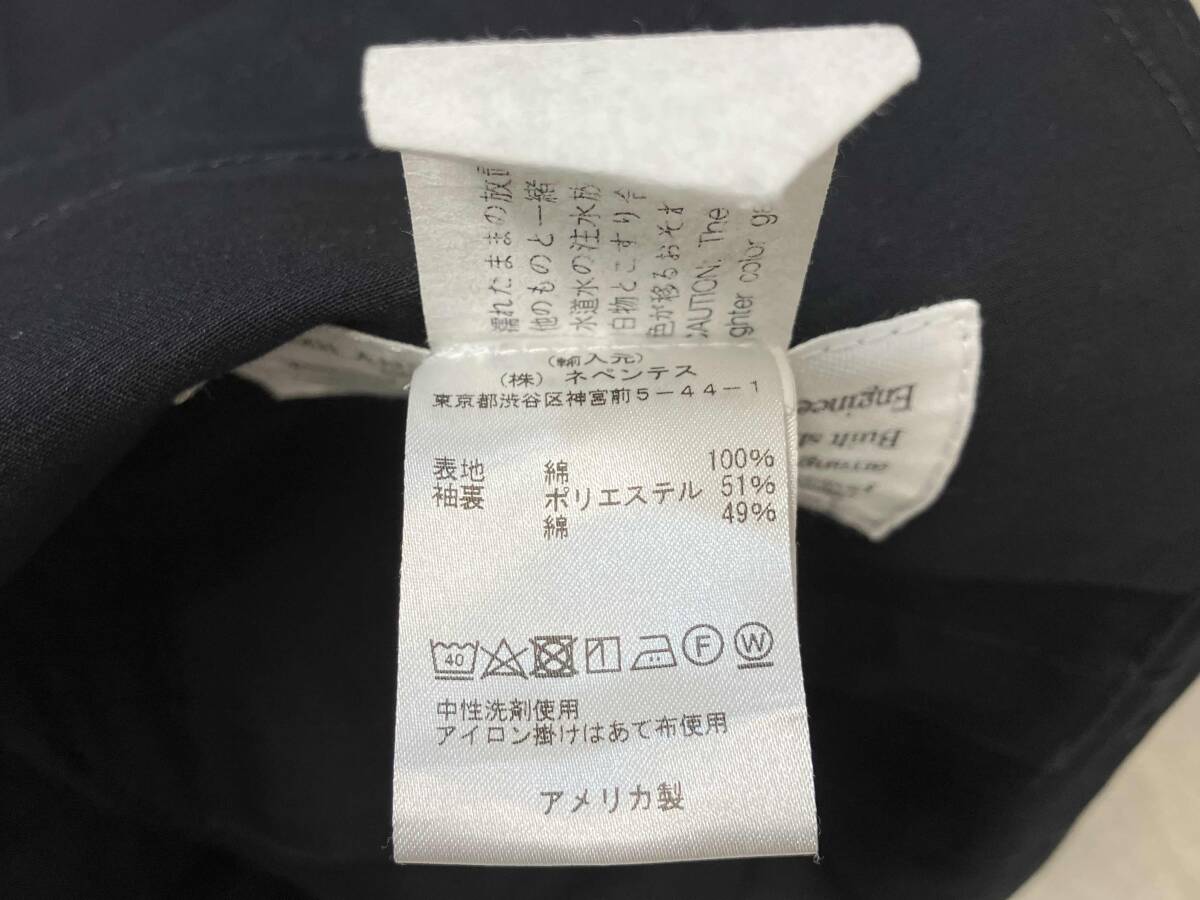 濡れたままの放
他のものと一緒
水道水の注水
白物とこすり合
色が移るおそれ
CAUTION: The
ghter color ga
(輸入元)
(株) ネペンテス
東京都渋谷区神宮前5-44-1
表地 綿 100%
袖裏 ポリエステル 51%
綿 49%
40 F W
中性洗剤使用
アイロン掛けはあて布使用
アメリカ製
Enginee
Built st